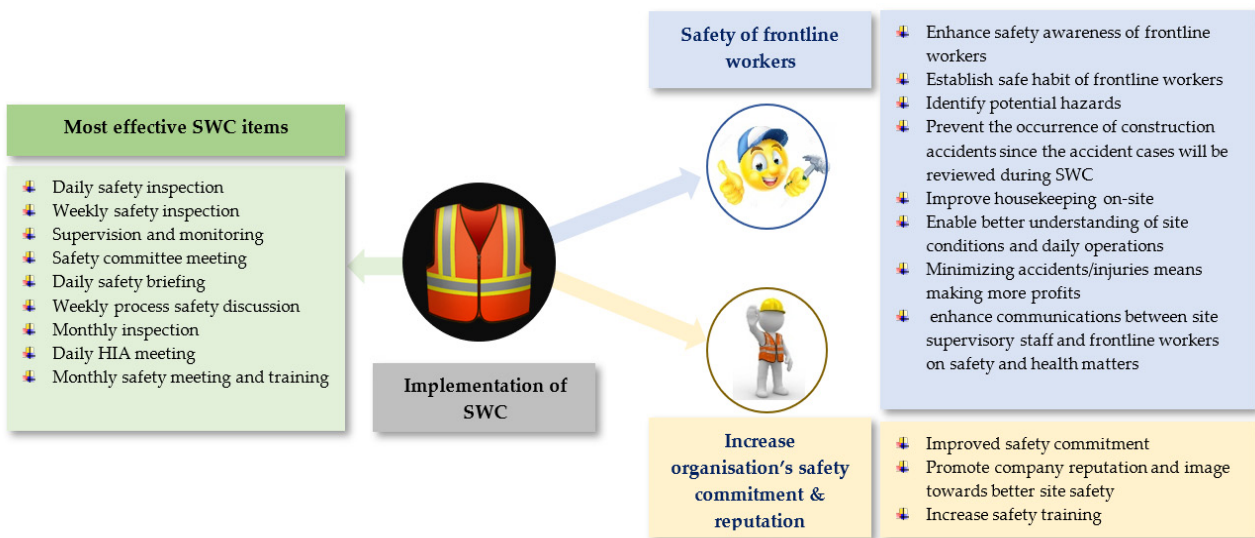 Most effective SWC items
Daily safety inspection
Weekly safety inspection
Supervision and monitoring
Safety committee meeting
Daily safety briefing
Weekly process safety discussion
Monthly inspection
Daily HIA meeting
Monthly safety meeting and training
Implementation of
SWC
Safety of frontline
workers
Enhance safety awareness of frontline
workers
Establish safe habit of frontline workers
Identify potential hazards
Prevent the occurrence of construction
accidents since the accident cases will be
reviewed during SWC
Improve housekeeping on-site
Enable better understanding of site
conditions and daily operations
Minimizing accidents/injuries means
making more profits
enhance communications between site
supervisory staff and frontline workers
on safety and health matters
Increase
organisation's safety
commitment &
reputation
Improved safety commitment
Promote company reputation and image
towards better site safety
Increase safety training